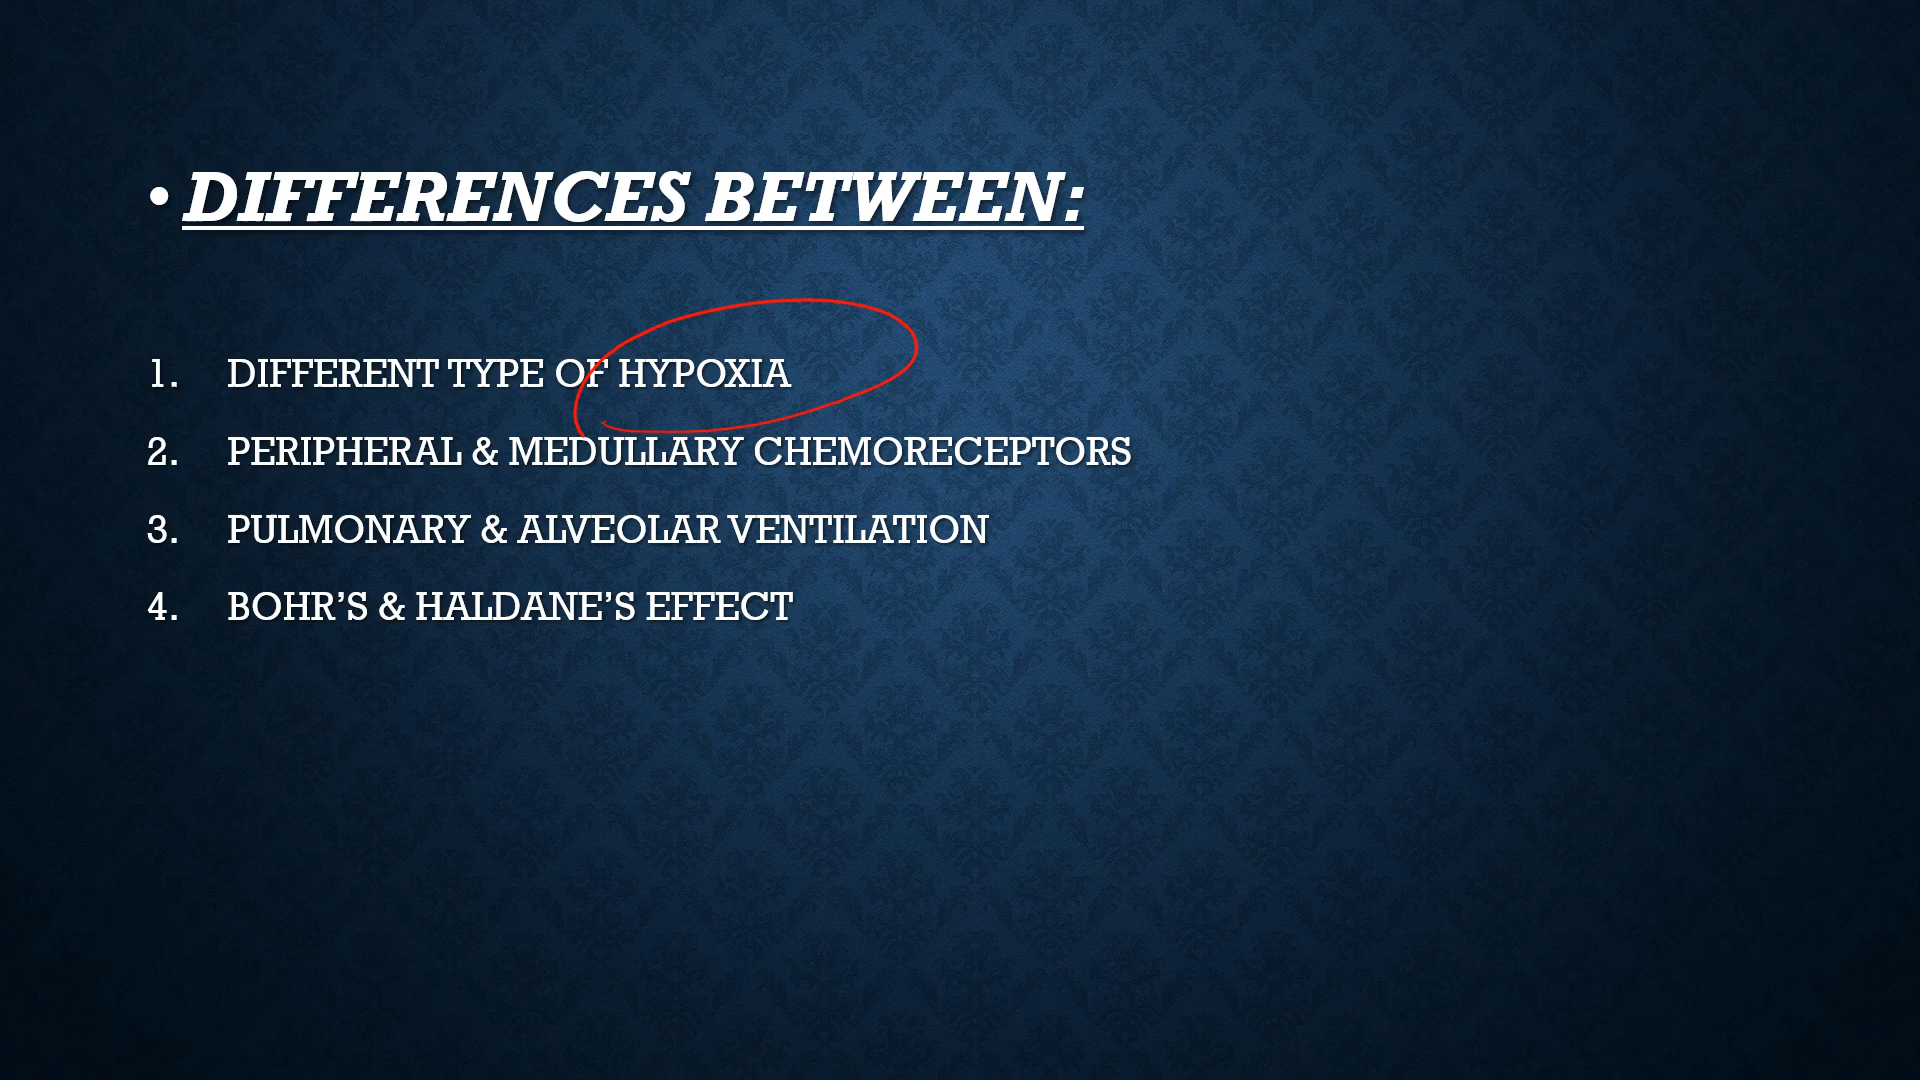 • DIFFERENCES BETWEEN:
1. DIFFERENT TYPE OF HYPOXIA
2. PERIPHERAL & MEDULLARY CHEMORECEPTORS
3. PULMONARY & ALVEOLAR VENTILATION
4. BOHR’S & HALDANE’S EFFECT